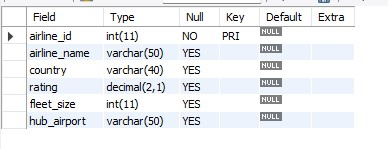 Field Type Null Key Default Extra
airline_id int(11) NO PRI NULL
airline_name varchar(50) YES NULL
country varchar(40) YES NULL
rating decimal(2,1) YES NULL
fleet_size int(11) YES NULL
hub_airport varchar(50) YES NULL